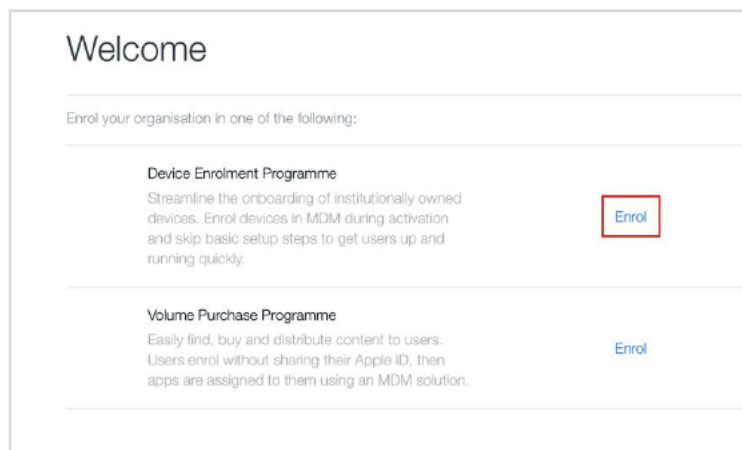 Welcome
Enrol your organisation in one of the following:
Device Enrolment Programme
Streamline the onboarding of institutionally owned
devices. Enrol devices in MDM during activation
and skip basic setup steps to get users up and
running quickly.
Enrol
Volume Purchase Programme
Easily find, buy and distribute content to users.
Users enrol without sharing their Apple ID, then
apps are assigned to them using an MDM solution.
Enrol